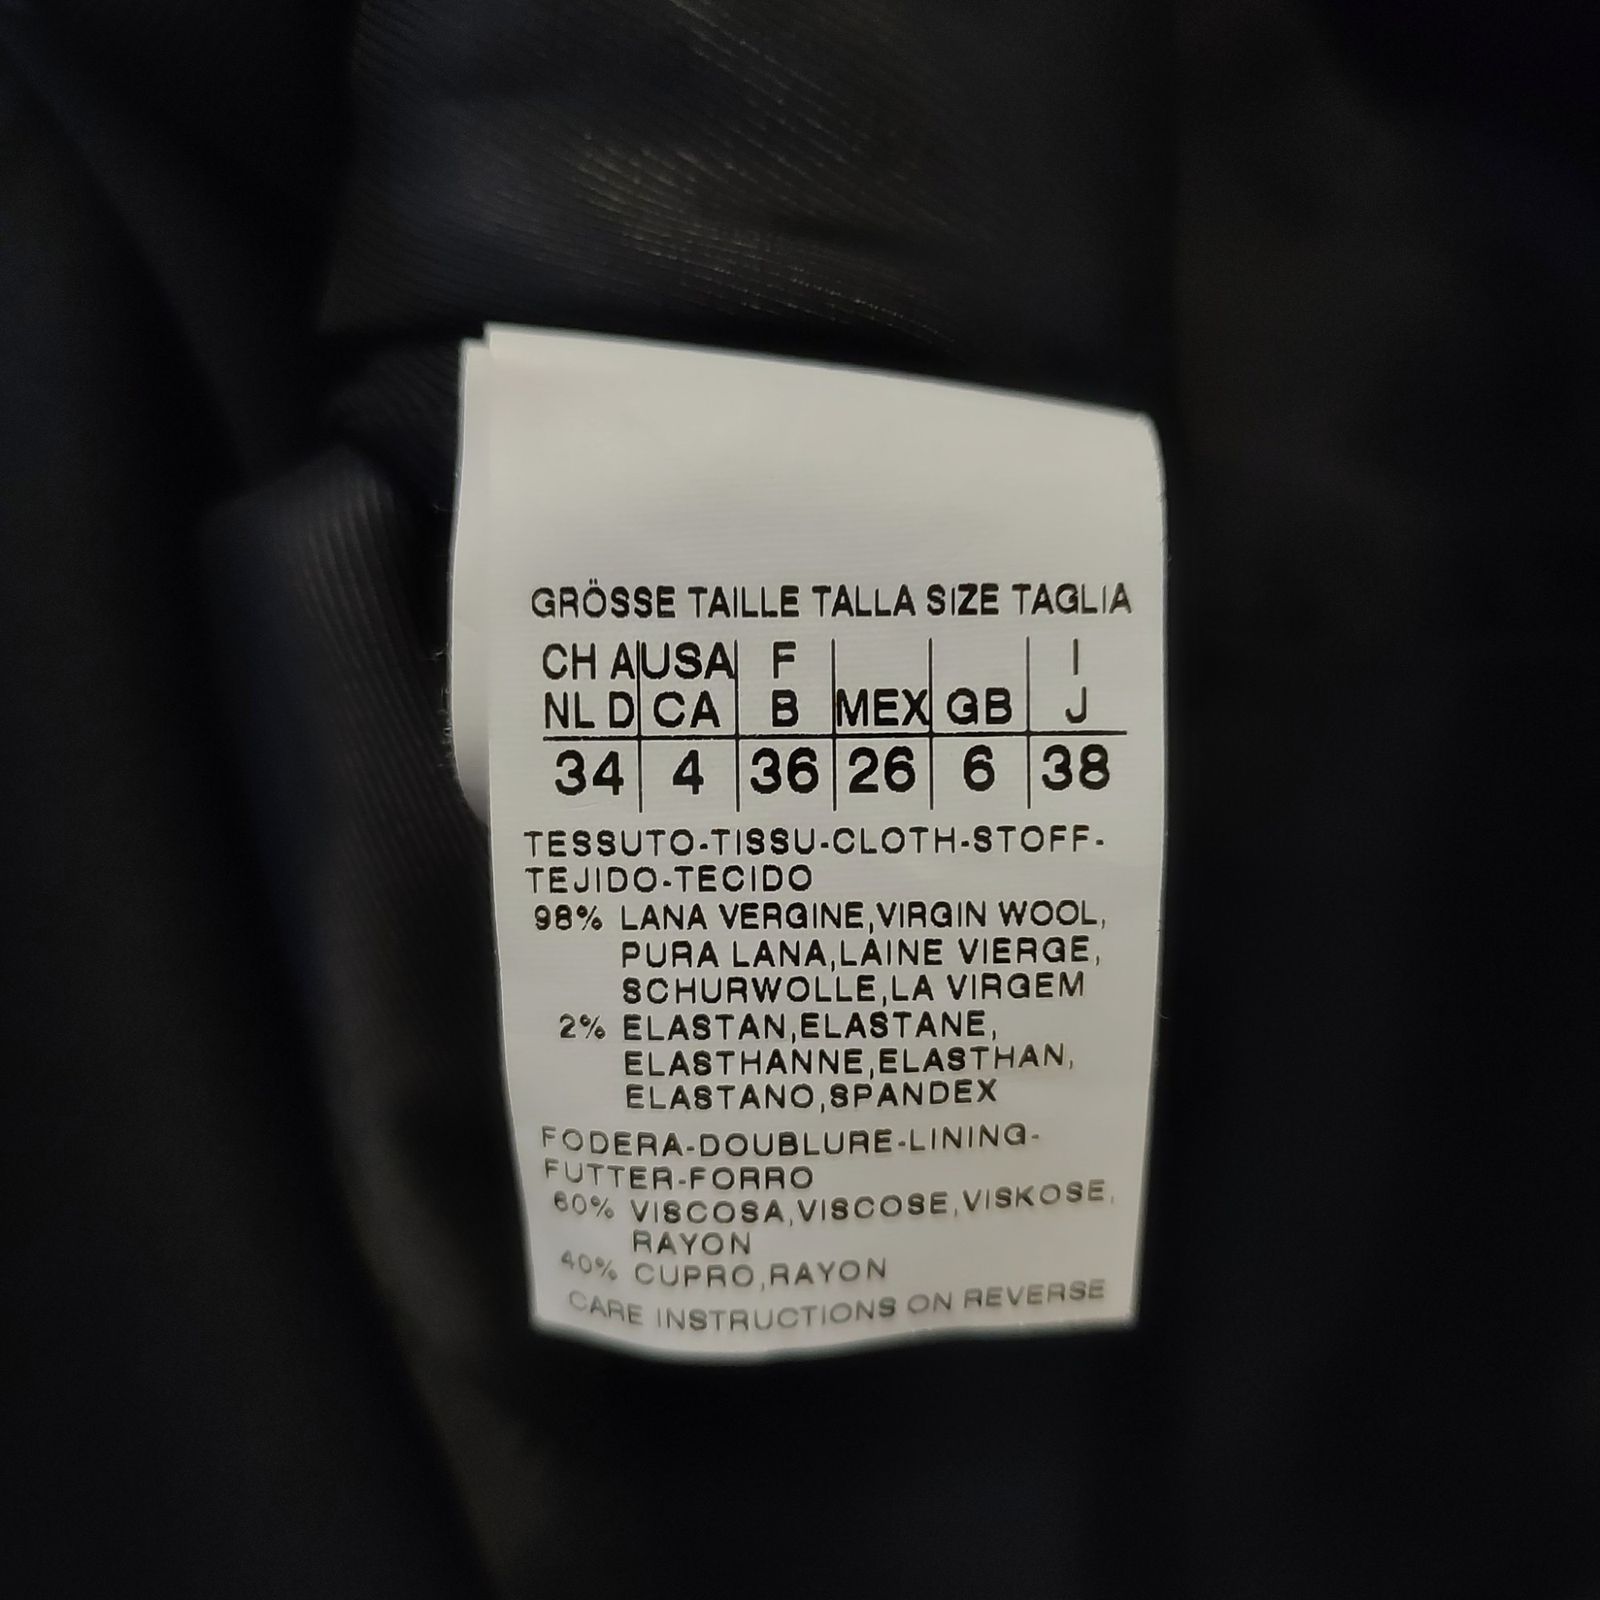 GRÖSSE TAILLE TALLA SIZE TAGLIA
CH A USA F I
NL D CA B MEX GB J
34 4 36 26 6 38
TESSUTO-TISSU-CLOTH-STOFF-
TEJIDO-TECIDO
98% LANA VERGINE,VIRGIN WOOL,
PURA LANA,LAINE VIERGE,
SCHURWOLLE,LA VIRGEM
2% ELASTAN,ELASTANE,
ELASTHANNE,ELASTHAN,
ELASTANO,SPANDEX
FODERA-DOUBLURE-LINING-
FUTTER-FORRO
60% VISCOSA,VISCOSE,VISKOSE,
RAYON
40% CUPRO,RAYON
CARE INSTRUCTIONS ON REVERSE